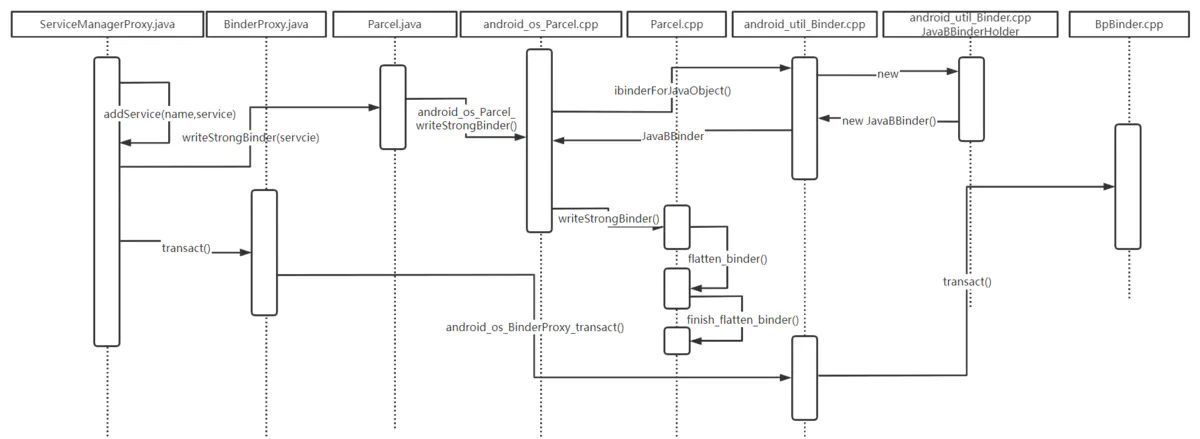 ServiceManagerProxy.java
BinderProxy.java
Parcel.java
android_os_Parcel.cpp
Parcel.cpp
android_util_Binder.cpp
android_util_Binder.cpp
JavaBBinderHolder
BpBinder.cpp
addService(name,service)
writeStrongBinder(servcie)
android_os_Parcel_
writeStrongBinder()
ibinderForJavaObject()
new
new JavaBBinder()
JavaBBinder
writeStrongBinder()
transact()
flatten_binder()
transact()
finish_flatten_binder()
android_os_BinderProxy_transact()